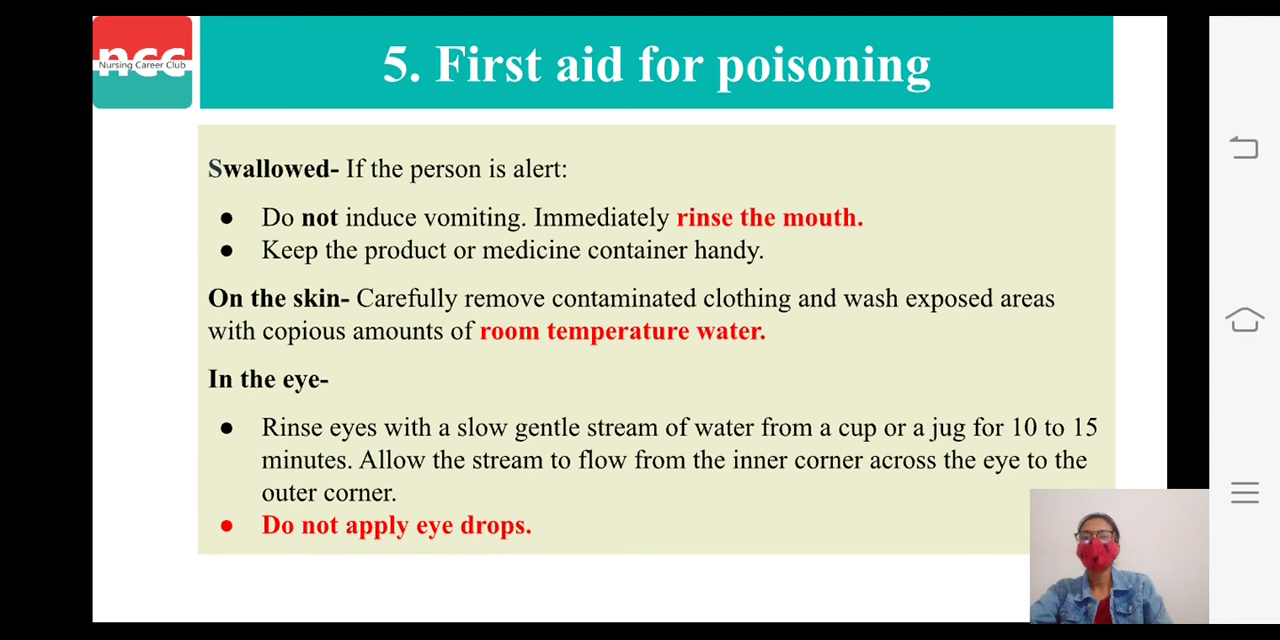 ncc
Nursing Career Club
5. First aid for poisoning
Swallowed- If the person is alert:
● Do not induce vomiting. Immediately rinse the mouth.
● Keep the product or medicine container handy.
On the skin- Carefully remove contaminated clothing and wash exposed areas
with copious amounts of room temperature water.
In the eye-
● Rinse eyes with a slow gentle stream of water from a cup or a jug for 10 to 15
minutes. Allow the stream to flow from the inner corner across the eye to the
outer corner.
● Do not apply eye drops.